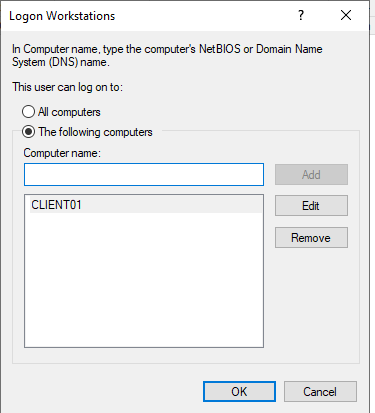 Logon Workstations
?
In Computer name, type the computer's NetBIOS or Domain Name
System (DNS) name.
This user can log on to:
All computers
The following computers
Computer name:
Add
CLIENT01
Edit
Remove
OK
Cancel